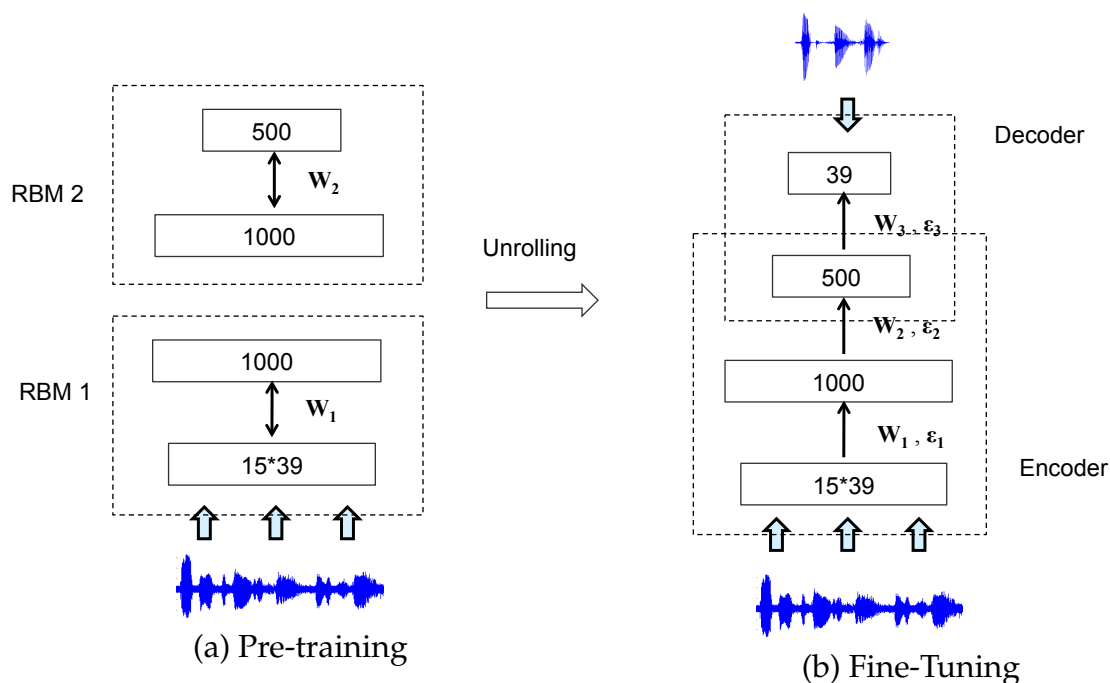 500
W₂
RBM 2
1000
1000
RBM 1
W₁
15*39
(a) Pre-training
Unrolling
Decoder
39
W₃ , ε₃
500
W₂ , ε₂
1000
W₁ , ε₁
Encoder
15*39
(b) Fine-Tuning